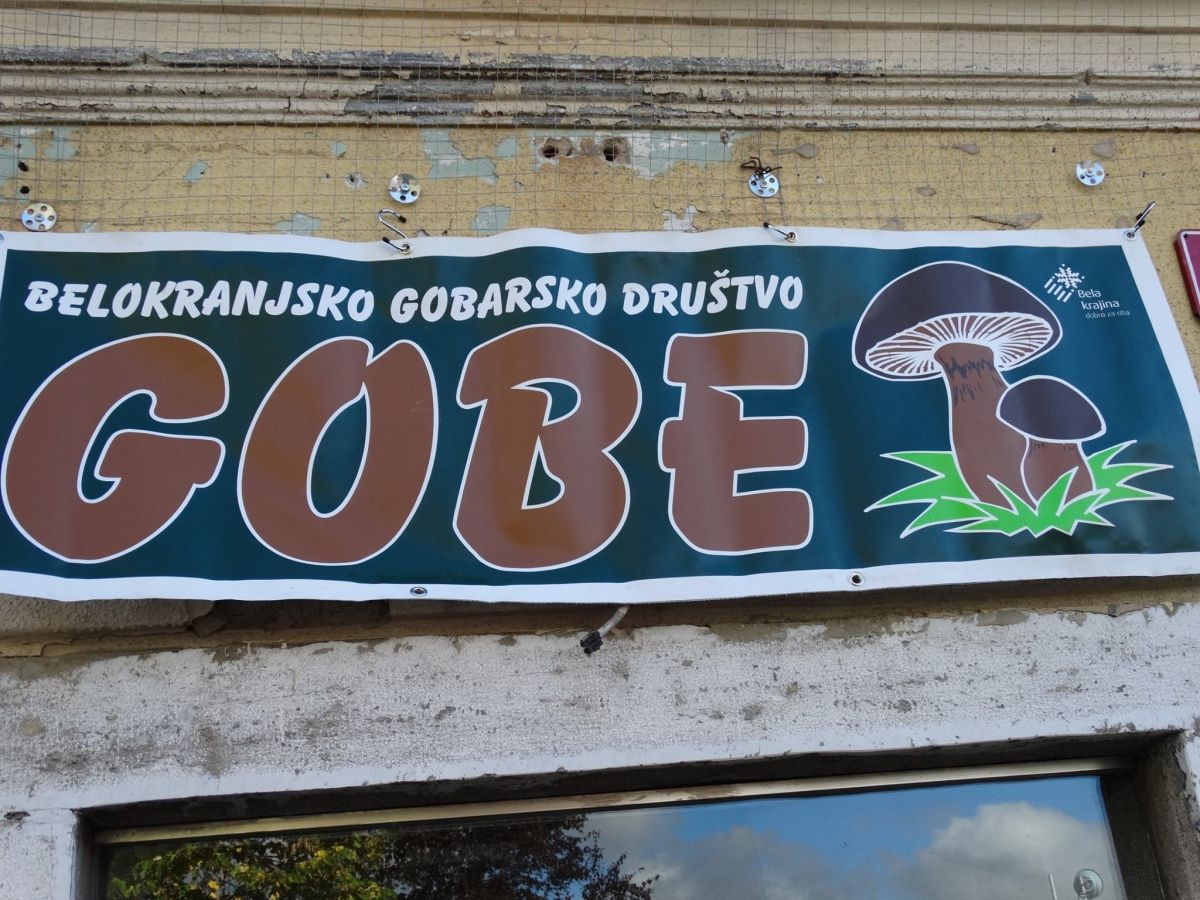 BELOKRANJSKO GOBARSKO DRUŠTVO
GOBE
Bela
krajina
dobro za oba